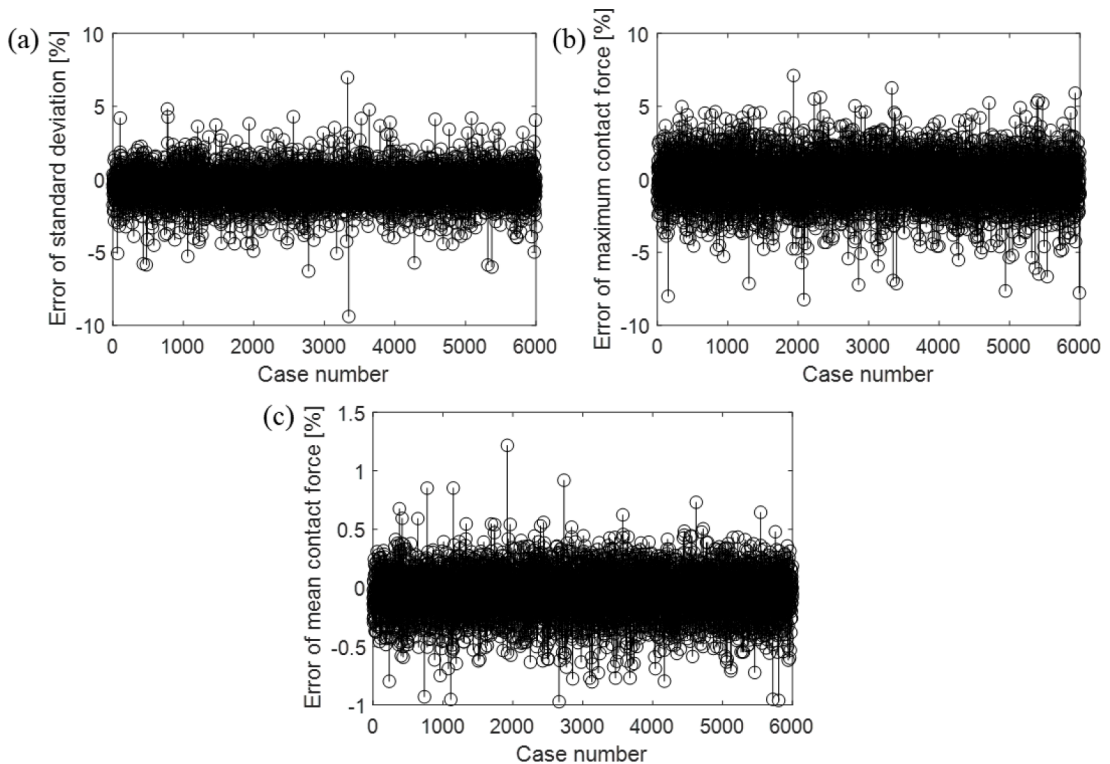 (a)
Error of standard deviation [%]
10
5
0
-5
-10
0 1000 2000 3000 4000 5000 6000
Case number
(b)
Error of maximum contact force [%]
10
5
0
-5
-10
0 1000 2000 3000 4000 5000 6000
Case number
(c)
Error of mean contact force [%]
1.5
1
0.5
0
-0.5
-1
0 1000 2000 3000 4000 5000 6000
Case number